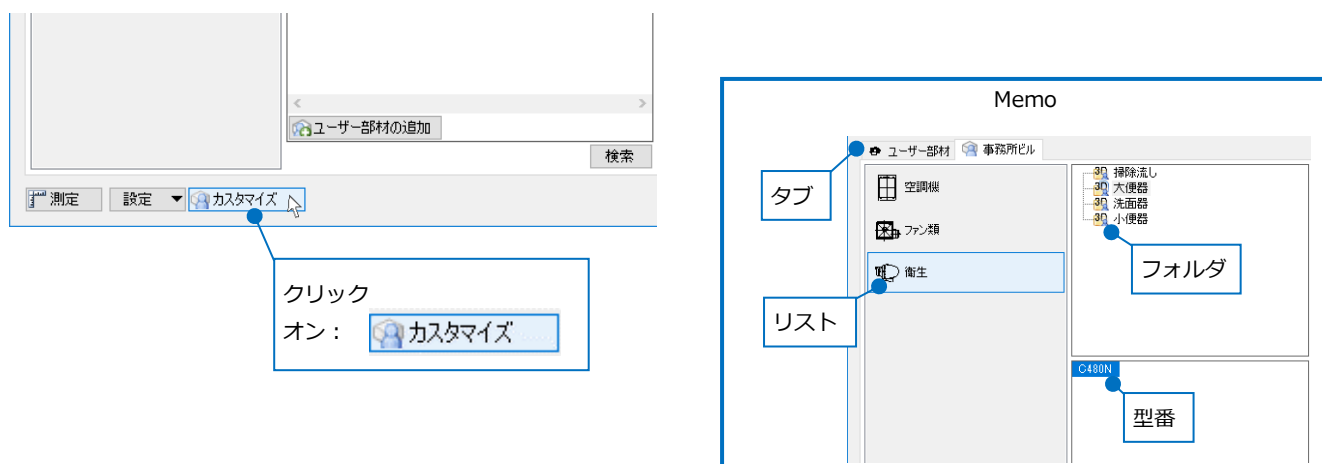 ユーザー部材の追加
検索
測定
設定
カスタマイズ
クリック
オン：
カスタマイズ
Memo
ユーザー部材
事務所ビル
タブ
空調機
ファン類
衛生
リスト
3D 掃除流し
3D 大便器
3D 洗面器
3D 小便器
フォルダ
C480N
型番